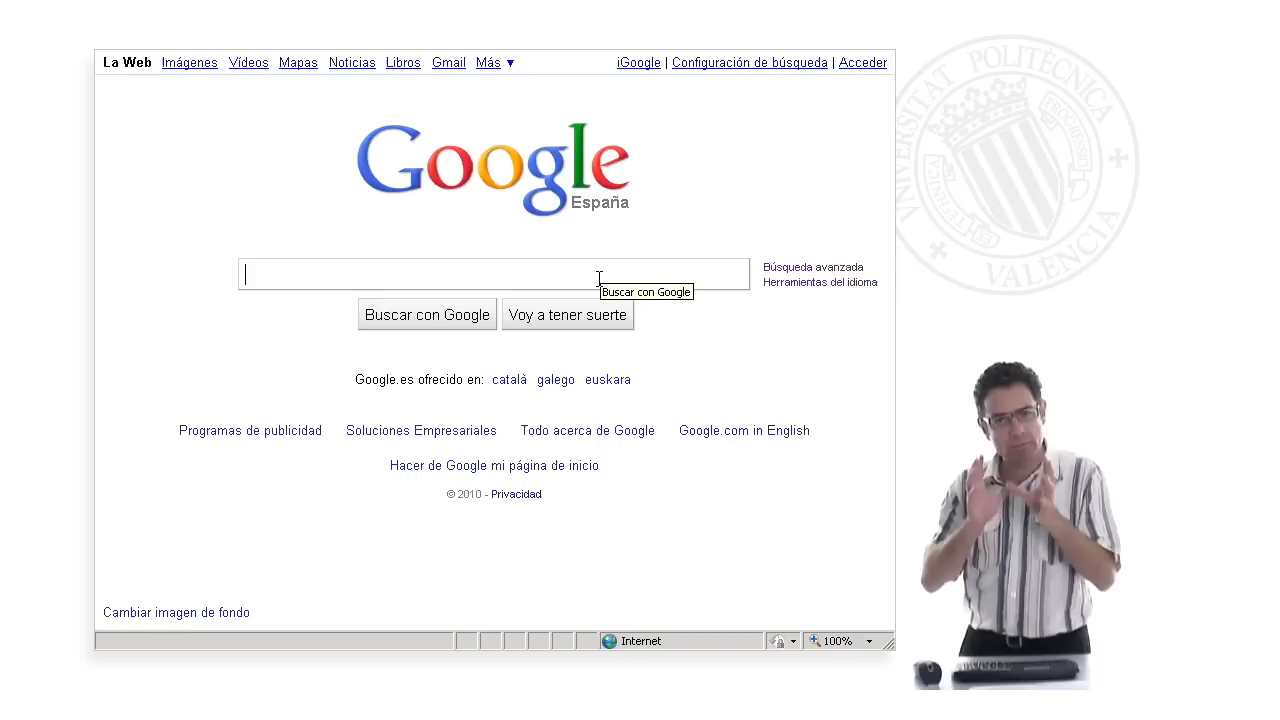 La Web Imágenes Vídeos Mapas Noticias Libros Gmail Más ▼ iGoogle | Configuración de búsqueda | Acceder
Google
España
Búsqueda avanzada
Herramientas del idioma
Buscar con Google
Buscar con Google Voy a tener suerte
Google.es ofrecido en: català galego euskara
Programas de publicidad Soluciones Empresariales Todo acerca de Google Google.com in English
Hacer de Google mi página de inicio
© 2010 - Privacidad
Cambiar imagen de fondo
Internet 100%
UNIVERSITAT POLITÈCNICA
VALÈNCIA